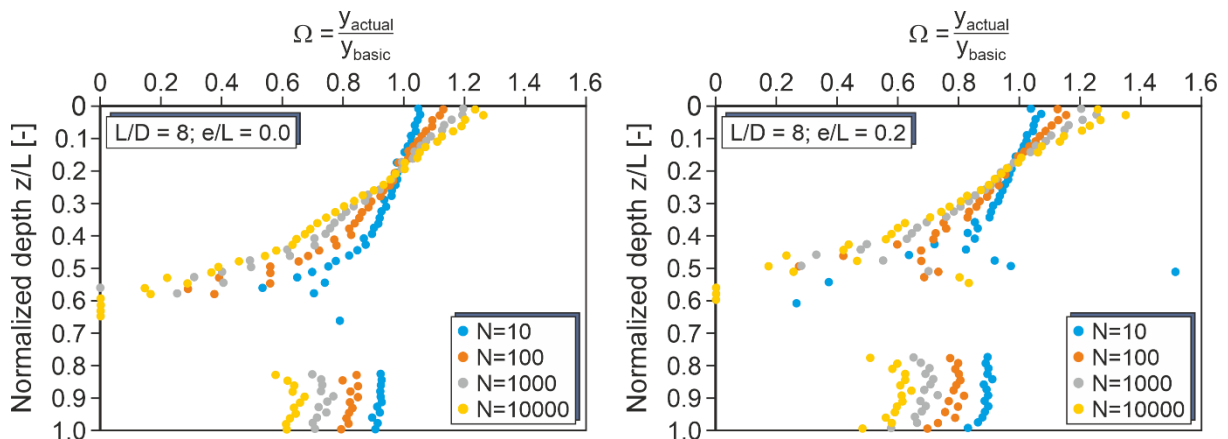 Ω = y_actual / y_basic
0 0.2 0.4 0.6 0.8 1.0 1.2 1.4 1.6
Normalized depth z/L [-]
0
0.1
0.2
0.3
0.4
0.5
0.6
0.7
0.8
0.9
1.0
L/D = 8; e/L = 0.0
N=10
N=100
N=1000
N=10000
Ω = y_actual / y_basic
0 0.2 0.4 0.6 0.8 1.0 1.2 1.4 1.6
Normalized depth z/L [-]
0
0.1
0.2
0.3
0.4
0.5
0.6
0.7
0.8
0.9
1.0
L/D = 8; e/L = 0.2
N=10
N=100
N=1000
N=10000